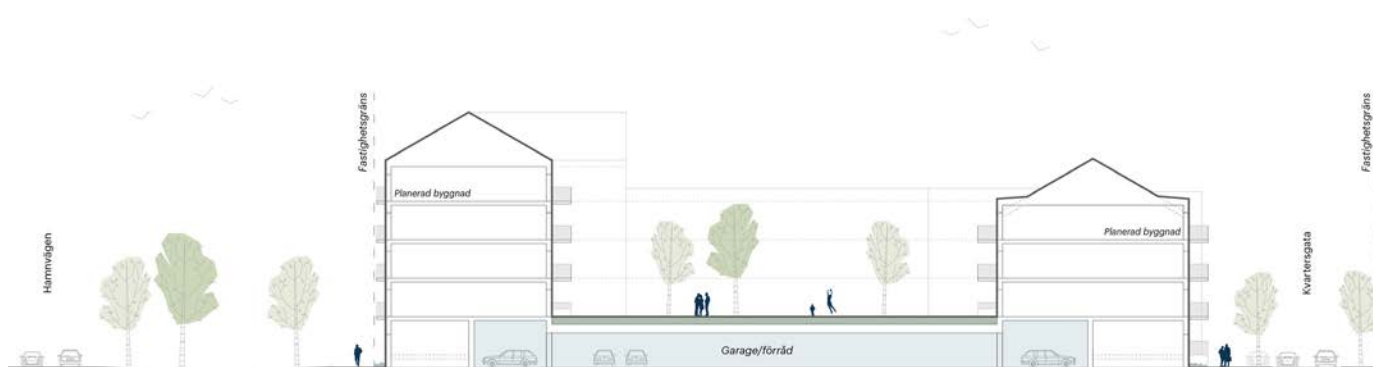 Hamnvägen
Fastighetsgräns
Planerad byggnad
Garage/förråd
Planerad byggnad
Kvartersgata
Fastighetsgräns